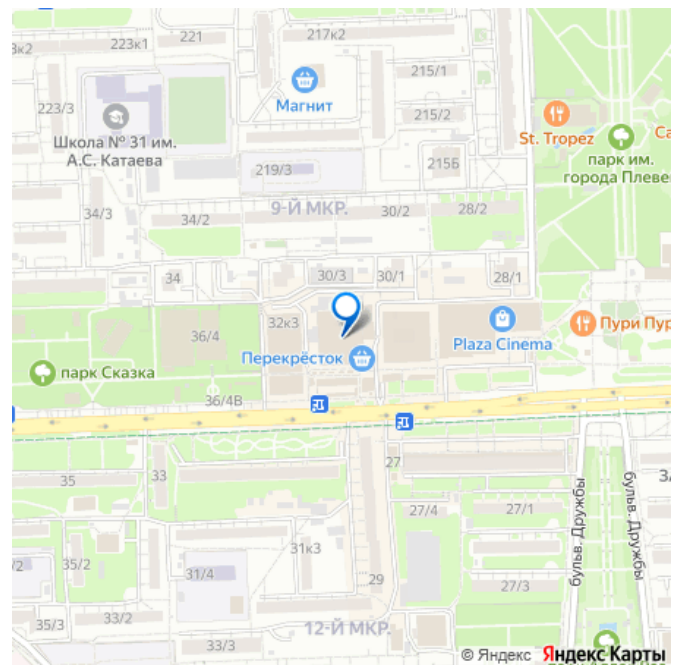 221
217к2
223к1
3к2
215/1
Магнит
223/3
215/2
St. Tropez
Школа № 31 им.
А.С. Катаева
парк им.
города Плеве
219/3
215б
9-Й МКР.
34/3
34/2
30/2
28/2
34
30/3
30/1
28/1
32к3
36/4
Пури Пур
Plaza Cinema
Перекрёсток
парк Сказка
36/4В
35
33
27
бульв. Дружбы
бульв. Дружбы
27/4
27/1
31к3
35/2
31/4
29
27/3
33/2
35/3
12-Й МКР.
33/3
© Яндекс Яндекс Карты